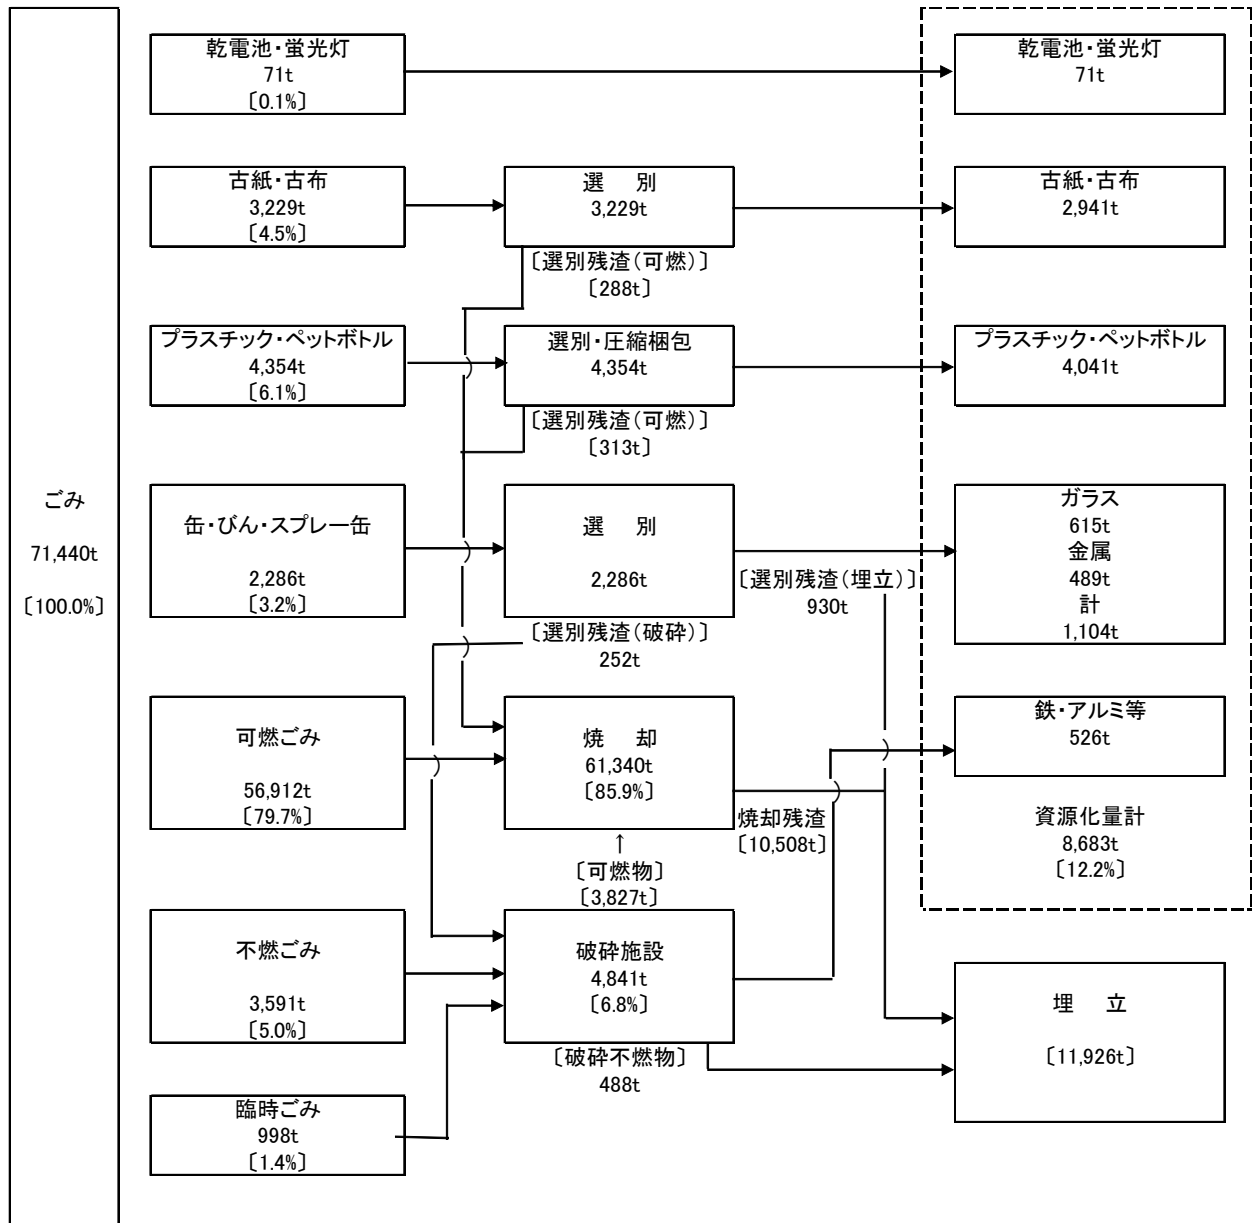 ごみ
71,440t
〔100.0%〕
乾電池・蛍光灯
71t
〔0.1%〕
乾電池・蛍光灯
71t
古紙・古布
3,229t
〔4.5%〕
選　別
3,229t
〔選別残渣(可燃)〕
〔288t〕
古紙・古布
2,941t
プラスチック・ペットボトル
4,354t
〔6.1%〕
選別・圧縮梱包
4,354t
〔選別残渣(可燃)〕
〔313t〕
プラスチック・ペットボトル
4,041t
缶・びん・スプレー缶
2,286t
〔3.2%〕
選　別
2,286t
〔選別残渣(破砕)〕
252t
〔選別残渣(埋立)〕
930t
ガラス
615t
金属
489t
計
1,104t
可燃ごみ
56,912t
〔79.7%〕
焼　却
61,340t
〔85.9%〕
焼却残渣
〔10,508t〕
↑
〔可燃物〕
〔3,827t〕
鉄・アルミ等
526t
資源化量計
8,683t
〔12.2%〕
不燃ごみ
3,591t
〔5.0%〕
破砕施設
4,841t
〔6.8%〕
〔破砕不燃物〕
488t
埋　立
〔11,926t〕
臨時ごみ
998t
〔1.4%〕